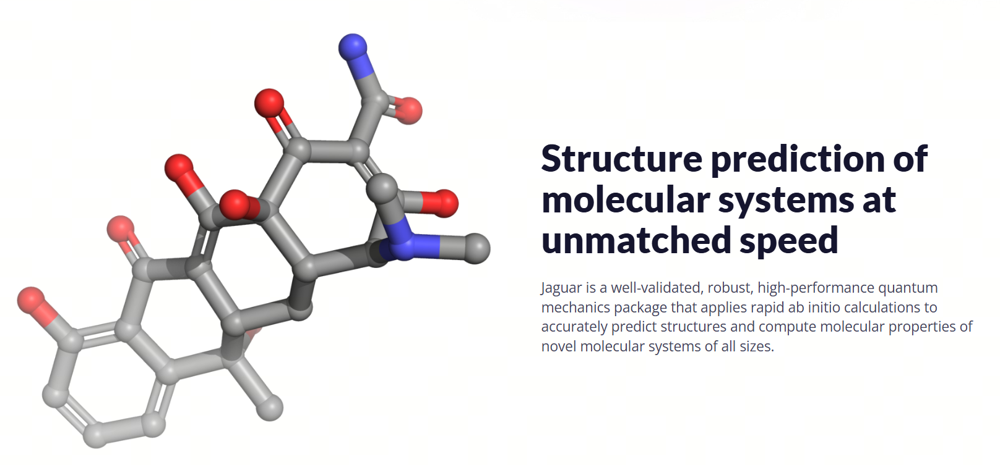 Structure prediction of
molecular systems at
unmatched speed
Jaguar is a well-validated, robust, high-performance quantum
mechanics package that applies rapid ab initio calculations to
accurately predict structures and compute molecular properties of
novel molecular systems of all sizes.